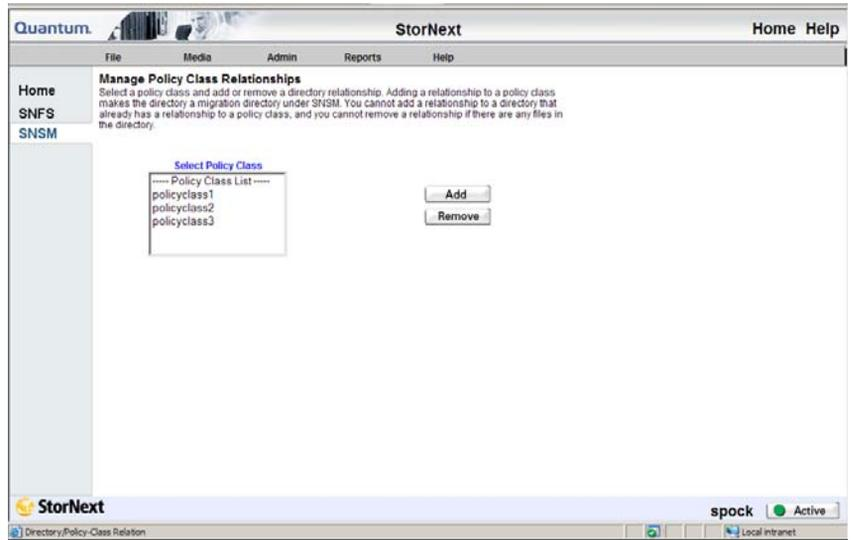 Quantum. StorNext Home Help
File Media Admin Reports Help
Home
SNFS
SNSM
Manage Policy Class Relationships
Select a policy class and add or remove a directory relationship. Adding a relationship to a policy class
makes the directory a migration directory under SNSM. You cannot add a relationship to a directory that
already has a relationship to a policy class, and you cannot remove a relationship if there are any files in
the directory.
Select Policy Class
----- Policy Class List -----
policyclass1
policyclass2
policyclass3
Add
Remove
StorNext
spock Active
Directory/Policy-Class Relation Local intranet